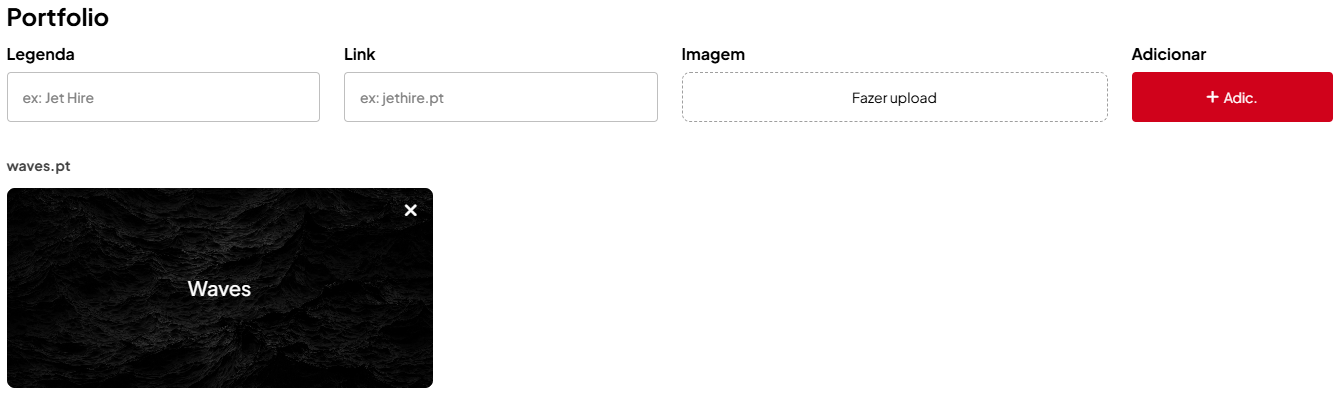 Portfolio
Legenda Link Imagem Adicionar
ex: Jet Hire ex: jethire.pt Fazer upload + Adic.
waves.pt
Waves